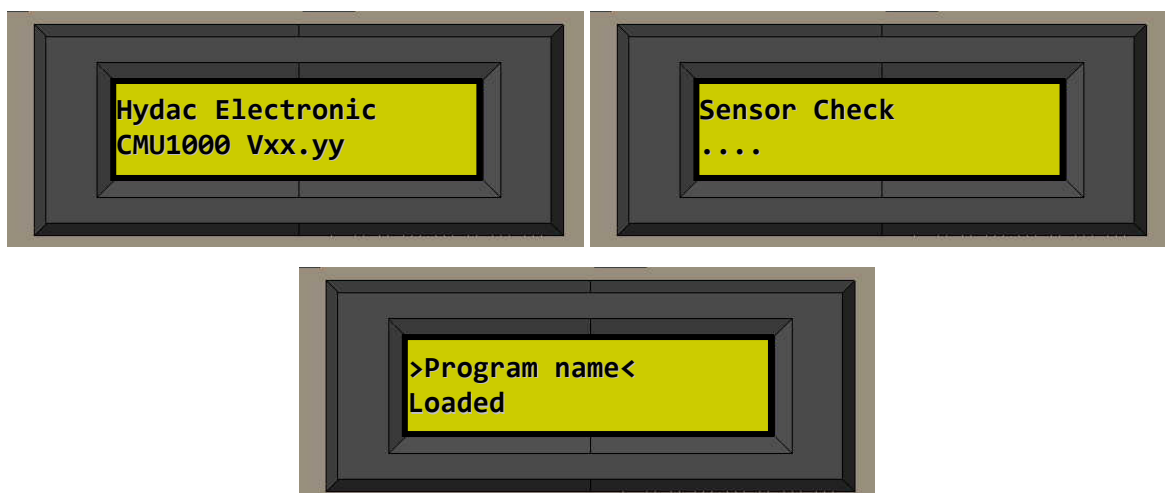 Hydac Electronic
CMU1000 Vxx.yy
Sensor Check
....
>Program name<
Loaded